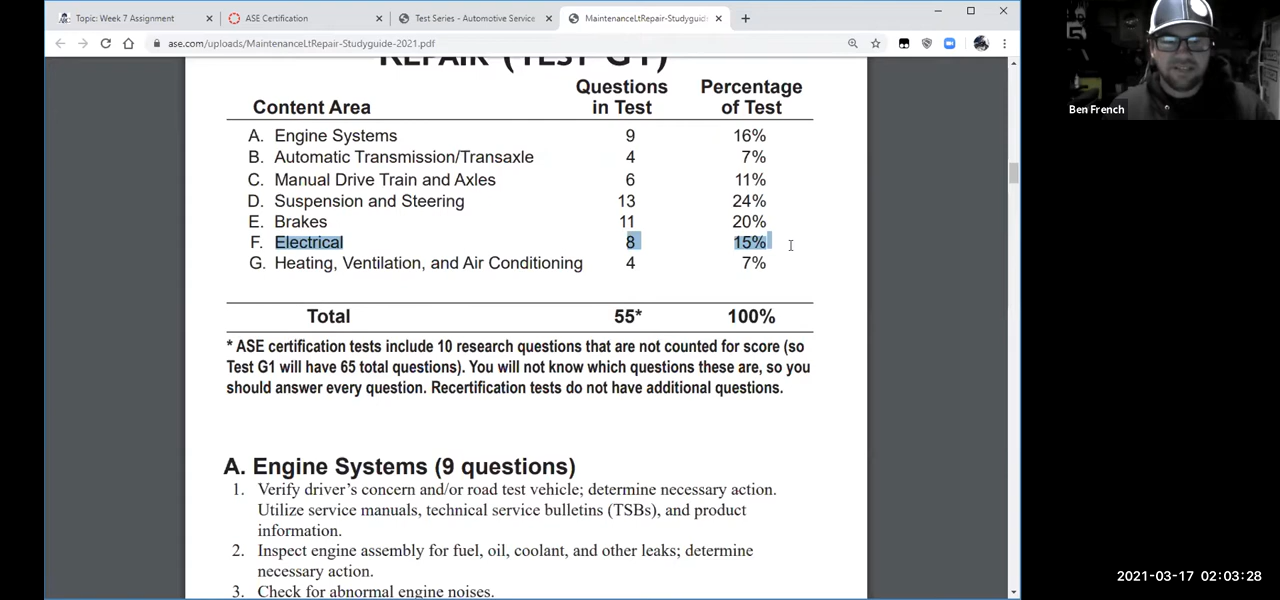 Topic: Week 7 Assignment
ASE Certification
Test Series - Automotive Service
MaintenanceLtRepair-Studyguid
ase.com/uploads/MaintenanceLtRepair-Studyguide-2021.pdf
REPAIR (TEST G1)
Content Area Questions in Test Percentage of Test
A. Engine Systems 9 16%
B. Automatic Transmission/Transaxle 4 7%
C. Manual Drive Train and Axles 6 11%
D. Suspension and Steering 13 24%
E. Brakes 11 20%
F. Electrical 8 15%
G. Heating, Ventilation, and Air Conditioning 4 7%
Total 55* 100%
* ASE certification tests include 10 research questions that are not counted for score (so
Test G1 will have 65 total questions). You will not know which questions these are, so you
should answer every question. Recertification tests do not have additional questions.
A. Engine Systems (9 questions)
1. Verify driver's concern and/or road test vehicle; determine necessary action.
Utilize service manuals, technical service bulletins (TSBs), and product
information.
2. Inspect engine assembly for fuel, oil, coolant, and other leaks; determine
necessary action.
3. Check for abnormal engine noises.
Ben French
2021-03-17 02:03:28